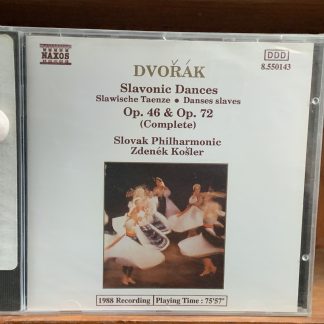 NAXOS
DDD
8.550143
DVOŘÁK
Slavonic Dances
Slawische Taenze • Danses slaves
Op. 46 & Op. 72
(Complete)
Slovak Philharmonic
Zdeněk Košler
1988 Recording
Playing Time : 75'57"